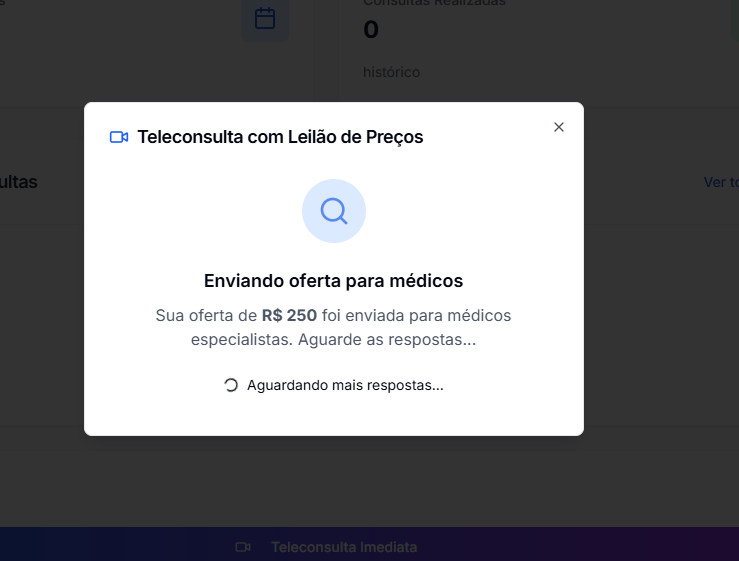 Consultas Realizadas
0
histórico
Teleconsulta com Leilão de Preços
ultas
Ver to
Enviando oferta para médicos
Sua oferta de R$ 250 foi enviada para médicos
especialistas. Aguarde as respostas...
Aguardando mais respostas...
Teleconsulta Imediata